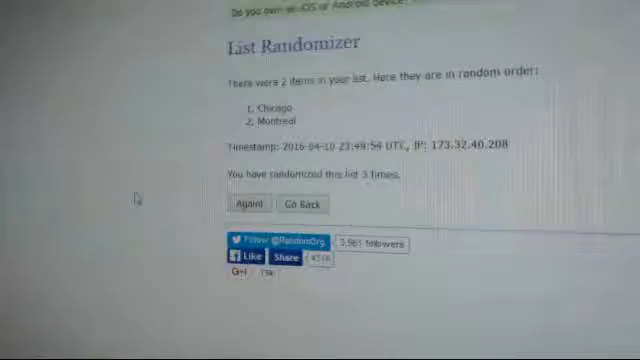 Do you own an iOS or Android device?
List Randomizer
There were 2 items in your list. Here they are in random order:
1. Chicago
2. Montreal
Timestamp: 2016-04-10 23:49:54 UTC, IP: 173.32.40.208
You have randomized this list 3 times.
Again! Go Back
Follow @RandomOrg 5,561 followers
Like Share
G+1